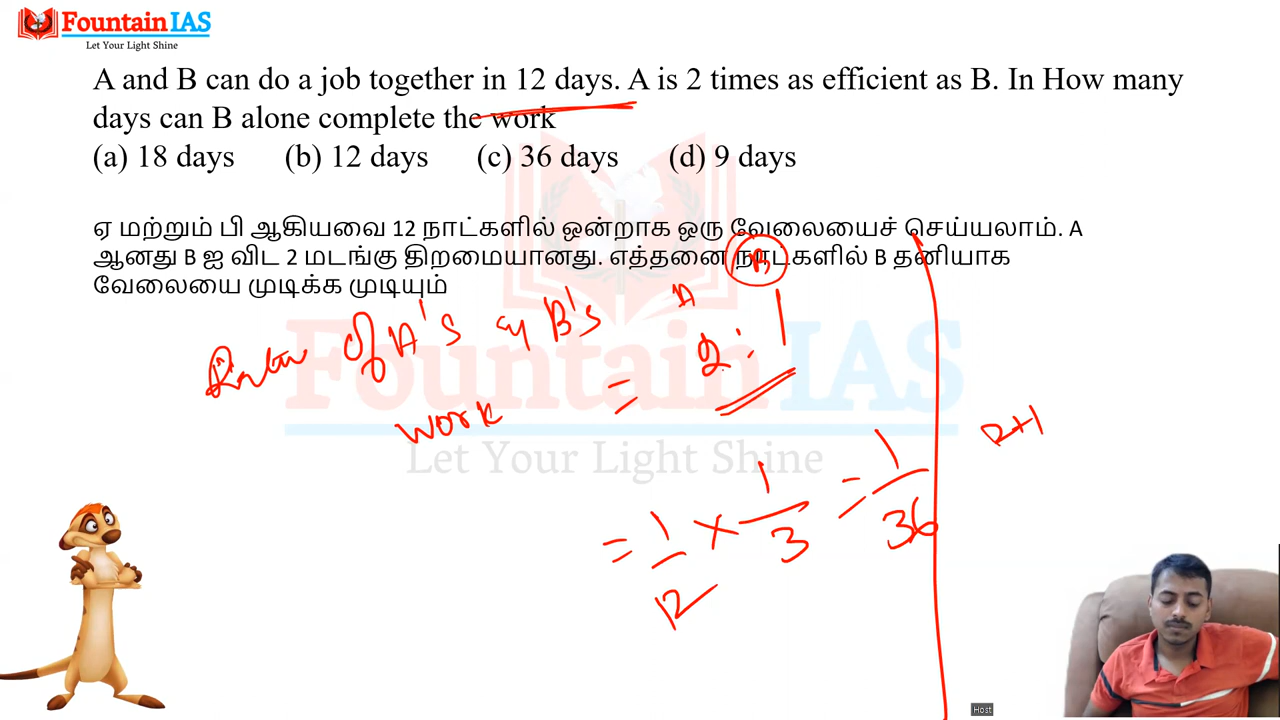 Fountain IAS
Let Your Light Shine
A and B can do a job together in 12 days. A is 2 times as efficient as B. In How many
days can B alone complete the work
(a) 18 days (b) 12 days (c) 36 days (d) 9 days
ஏ மற்றும் பி ஆகியவை 12 நாட்களில் ஒன்றாக ஒரு வேலையைச் செய்யலாம். A
ஆனது B ஐ விட 2 மடங்கு திறமையானது. எத்தனை நாட்களில் B தனியாக
வேலையை முடிக்க முடியும்
of A's B's A B
work = 2:1
2+1
= 1/12 × 1/3 = 1/36
Fountain IAS
Let Your Light Shine
Host